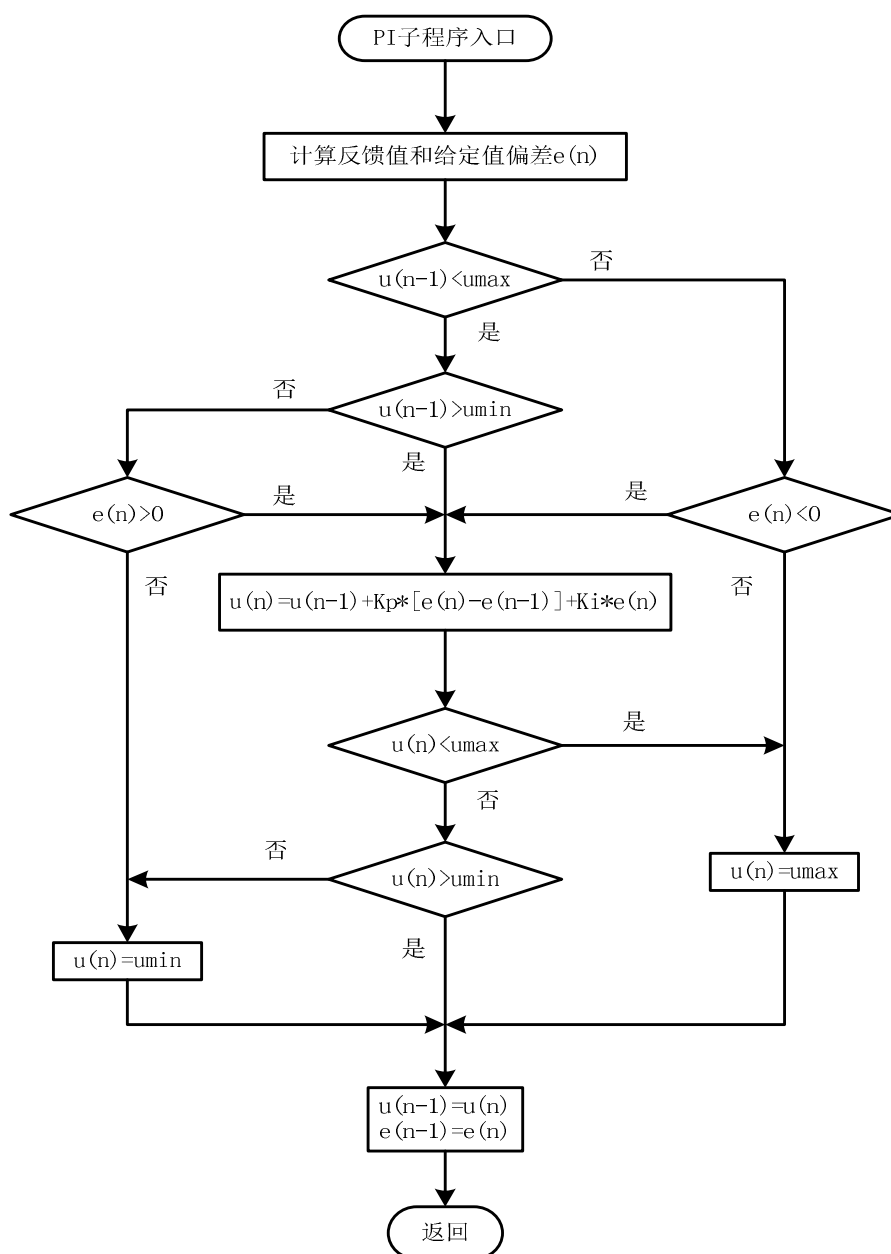 PI子程序入口
计算反馈值和给定值偏差e(n)
u(n-1)<umax
否
是
否
u(n-1)>umin
是
e(n)>0
是
是
e(n)<0
否
否
u(n)=u(n-1)+Kp*[e(n)-e(n-1)]+Ki*e(n)
u(n)<umax
是
否
否
u(n)>umin
u(n)=umax
是
u(n)=umin
u(n-1)=u(n)
e(n-1)=e(n)
返回